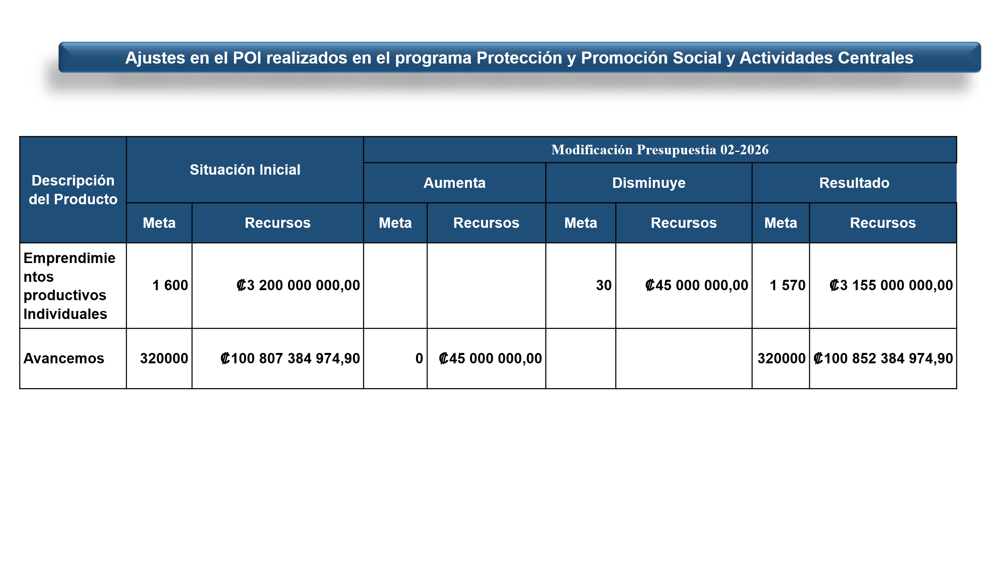 Ajustes en el POI realizados en el programa Protección y Promoción Social y Actividades Centrales
Descripción
del Producto
Situación Inicial
Modificación Presupuestia 02-2026
Aumenta
Disminuye
Resultado
Meta
Recursos
Meta
Recursos
Meta
Recursos
Meta
Recursos
Emprendimie
ntos
productivos
Individuales
1 600
₡3 200 000 000,00
30
₡45 000 000,00
1 570
₡3 155 000 000,00
Avancemos
320000
₡100 807 384 974,90
0
₡45 000 000,00
320000
₡100 852 384 974,90